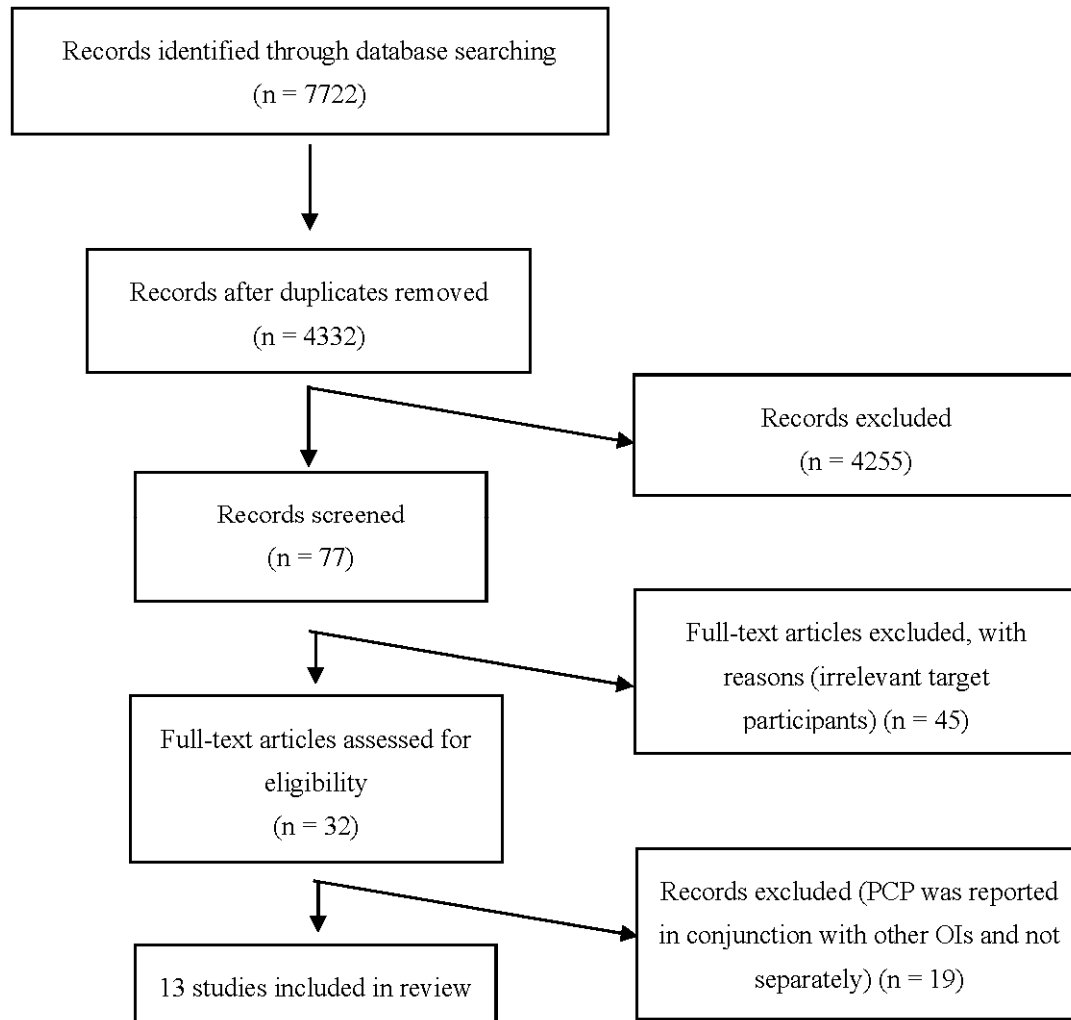 Records identified through database searching
(n = 7722)
Records after duplicates removed
(n = 4332)
Records excluded
(n = 4255)
Records screened
(n = 77)
Full-text articles excluded, with
reasons (irrelevant target
participants) (n = 45)
Full-text articles assessed for
eligibility
(n = 32)
Records excluded (PCP was reported
in conjunction with other OIs and not
separately) (n = 19)
13 studies included in review